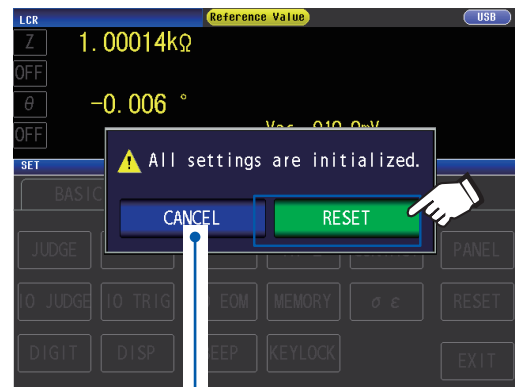 LCR Reference Value USB
Z 1.00014kΩ
OFF
θ -0.006 °
OFF
SET
⚠ All settings are initialized.
BASIC
CANCEL RESET
JUDGE PANEL
IO JUDGE IO TRIG EOM MEMORY σ ε RESET
DIGIT DISP BEEP KEYLOCK EXIT